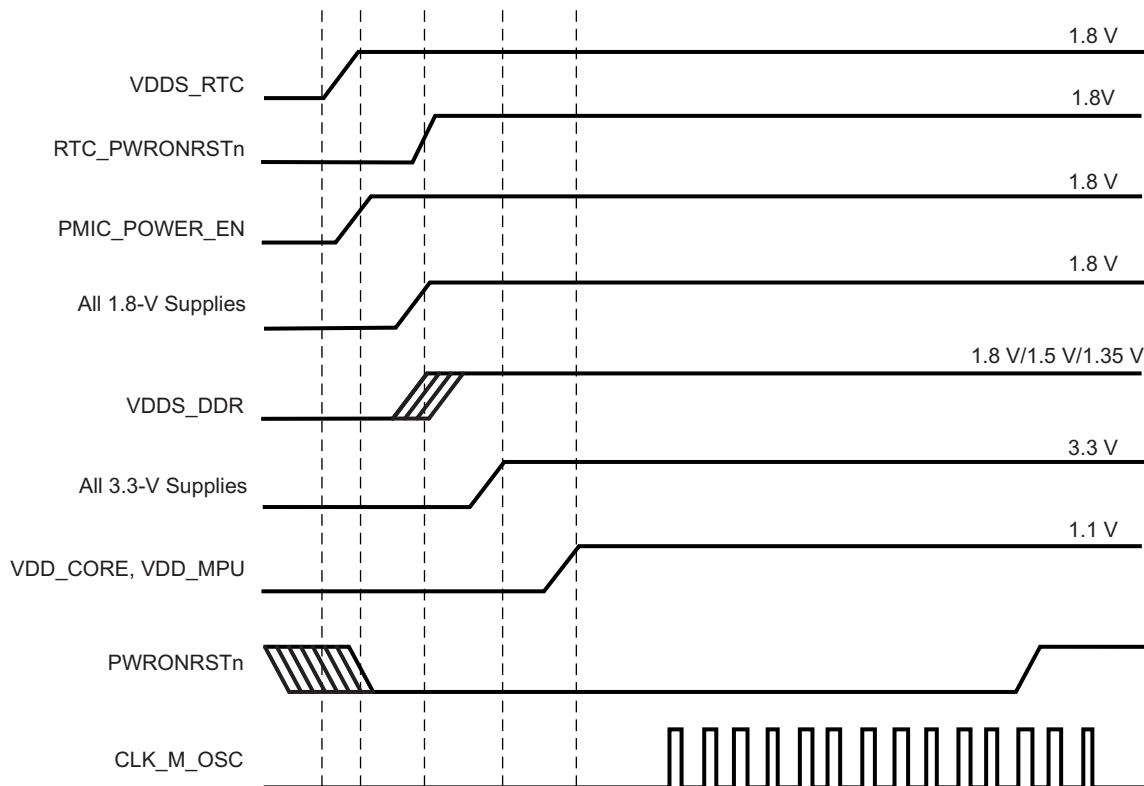 1.8 V
VDDS_RTC
1.8V
RTC_PWRONRSTn
1.8 V
PMIC_POWER_EN
1.8 V
All 1.8-V Supplies
1.8 V/1.5 V/1.35 V
VDDS_DDR
3.3 V
All 3.3-V Supplies
1.1 V
VDD_CORE, VDD_MPU
PWRONRSTn
CLK_M_OSC